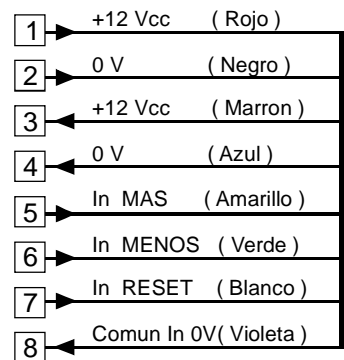 1 +12 Vcc ( Rojo )
2 0 V ( Negro )
3 +12 Vcc ( Marron )
4 0 V ( Azul )
5 In MAS ( Amarillo )
6 In MENOS ( Verde )
7 In RESET ( Blanco )
8 Comun In 0V( Violeta )